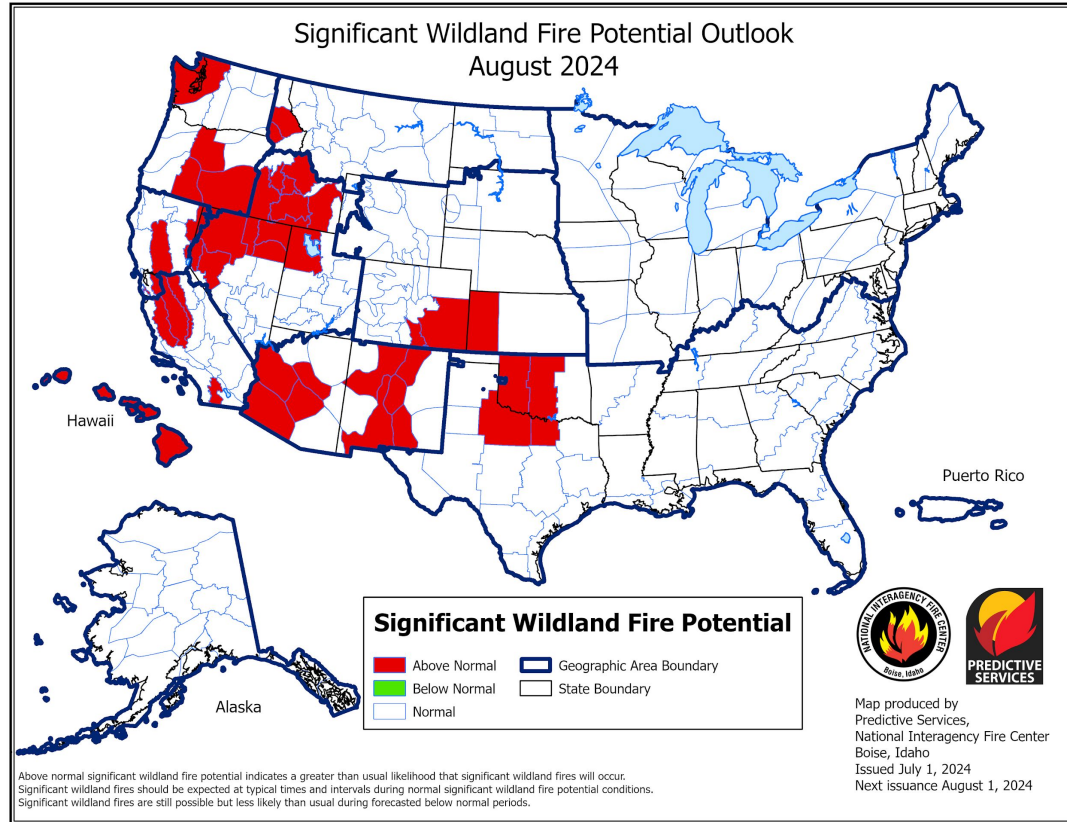 Significant Wildland Fire Potential Outlook
August 2024
Hawaii
Puerto Rico
Alaska
Significant Wildland Fire Potential
Above Normal
Below Normal
Normal
Geographic Area Boundary
State Boundary
NATIONAL INTERAGENCY FIRE CENTER
Boise, Idaho
PREDICTIVE
SERVICES
Map produced by
Predictive Services,
National Interagency Fire Center
Boise, Idaho
Issued July 1, 2024
Next issuance August 1, 2024
Above normal significant wildland fire potential indicates a greater than usual likelihood that significant wildland fires will occur.
Significant wildland fires should be expected at typical times and intervals during normal significant wildland fire potential conditions.
Significant wildland fires are still possible but less likely than usual during forecasted below normal periods.